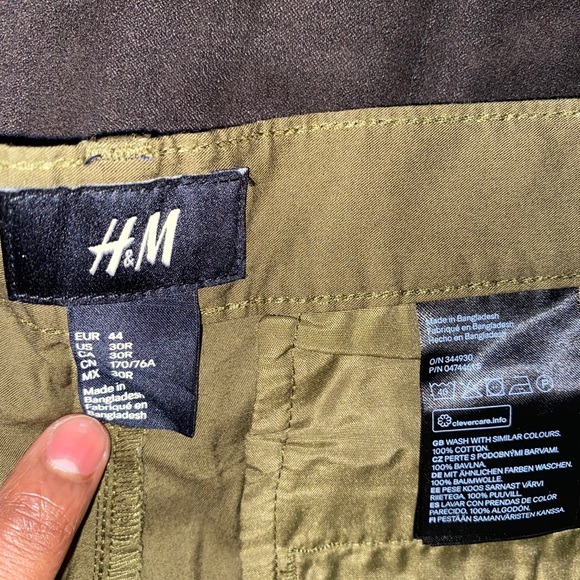 H&M
EUR 44
US 30R
CA 30R
CN 170/76A
MX 30R
Made in
Bangladesh
Fabriqué en
Made in Bangladesh
Fabriqué en Bangladesh
Hecho en Bangladesh
O/N 344930
40
P
clevercare.info
GB WASH WITH SIMILAR COLOURS.
100% COTTON.
CZ PERTE S PODOBNÝMI BARVAMI.
100% BAVLNA.
DE MIT ÄHNLICHEN FARBEN WASCHEN.
100% BAUMWOLLE.
EE PESE KOOS SARNAST VÄRVI
RIIETEGA. 100% PUUVILL.
ES LAVAR CON PRENDAS DE COLOR
PARECIDO. 100% ALGODÓN.
FI PESTÄÄN SAMANVÄRISTEN KANSSA.